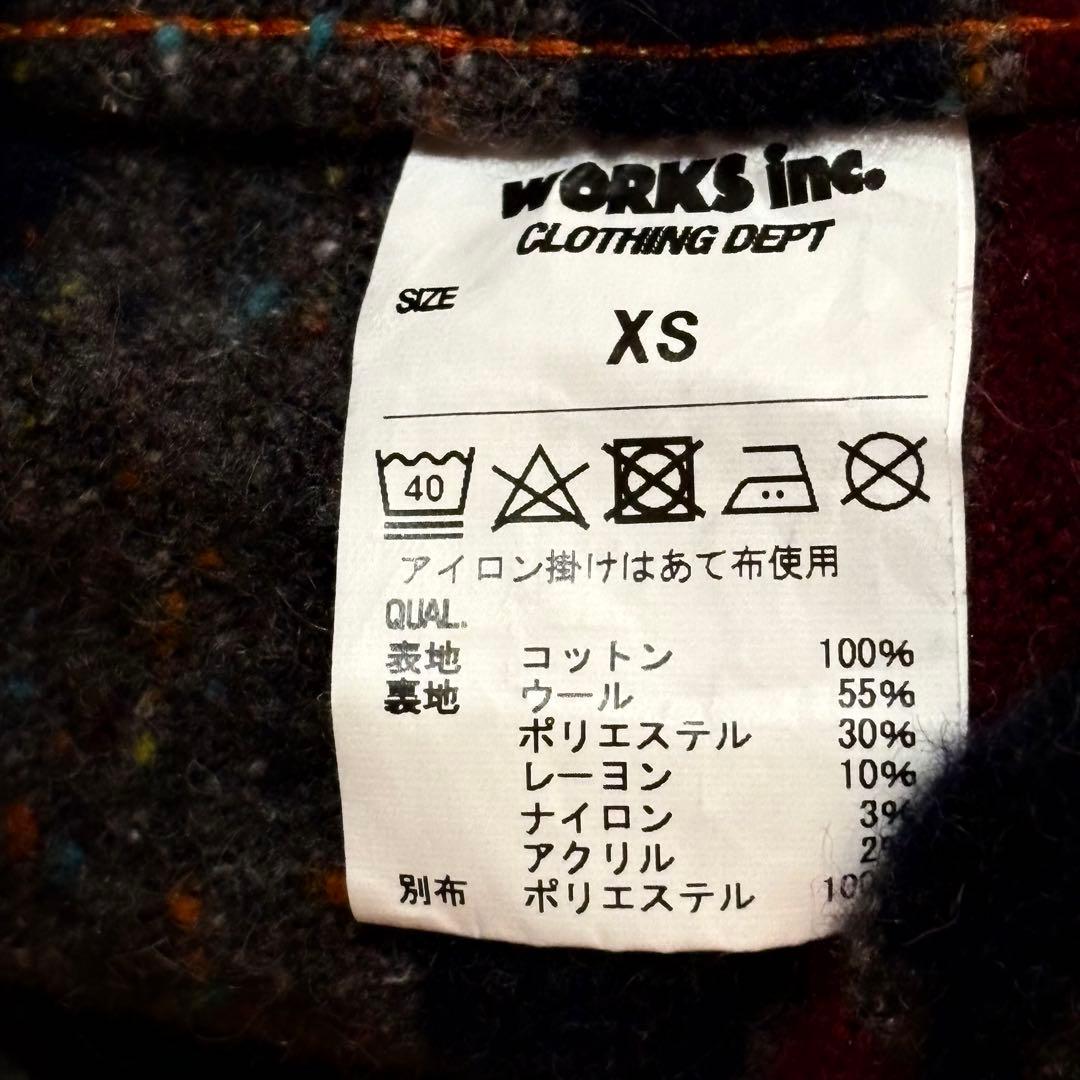 WORKS inc.
CLOTHING DEPT
SIZE
XS
40
アイロン掛けはあて布使用
QUAL.
表地 コットン 100%
裏地 ウール 55%
ポリエステル 30%
レーヨン 10%
ナイロン 3%
アクリル 2%
別布 ポリエステル